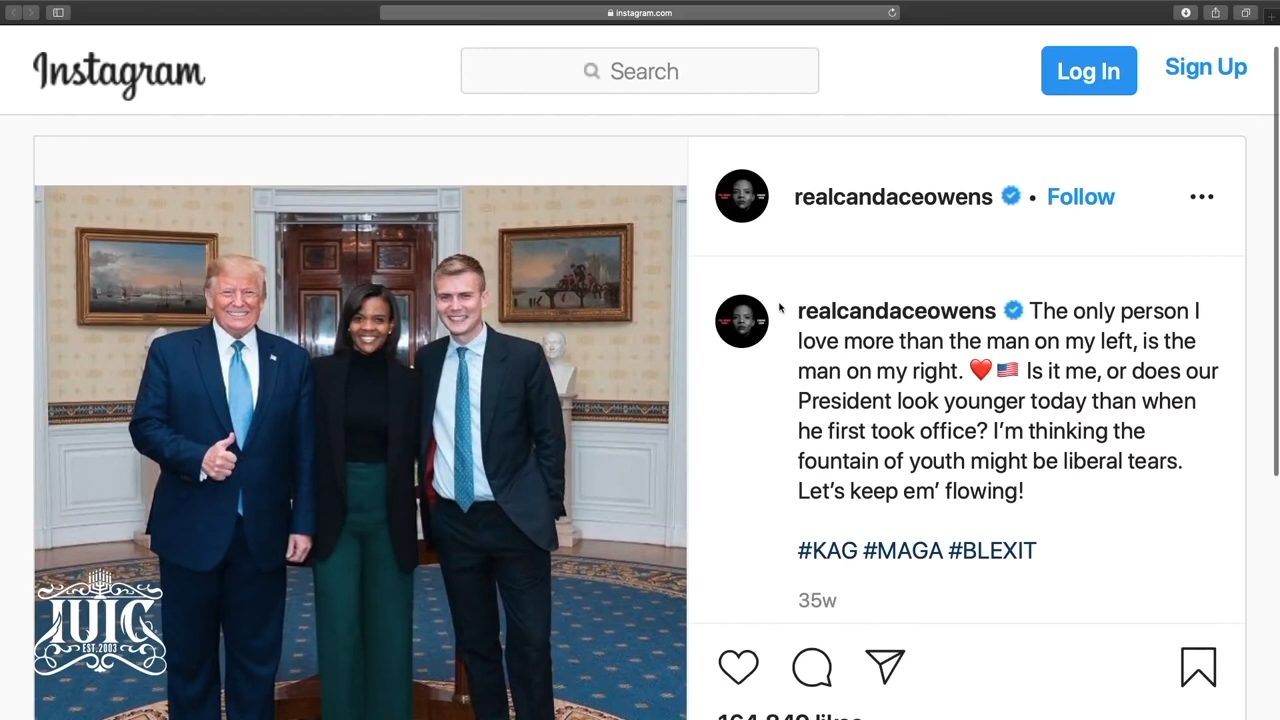 instagram.com
Instagram
Search
Log In
Sign Up
realcandaceowens • Follow
realcandaceowens The only person I
love more than the man on my left, is the
man on my right. ❤️ 🇺🇸 Is it me, or does our
President look younger today than when
he first took office? I’m thinking the
fountain of youth might be liberal tears.
Let’s keep em’ flowing!
#KAG #MAGA #BLEXIT
35w
IUIC
EST. 2003